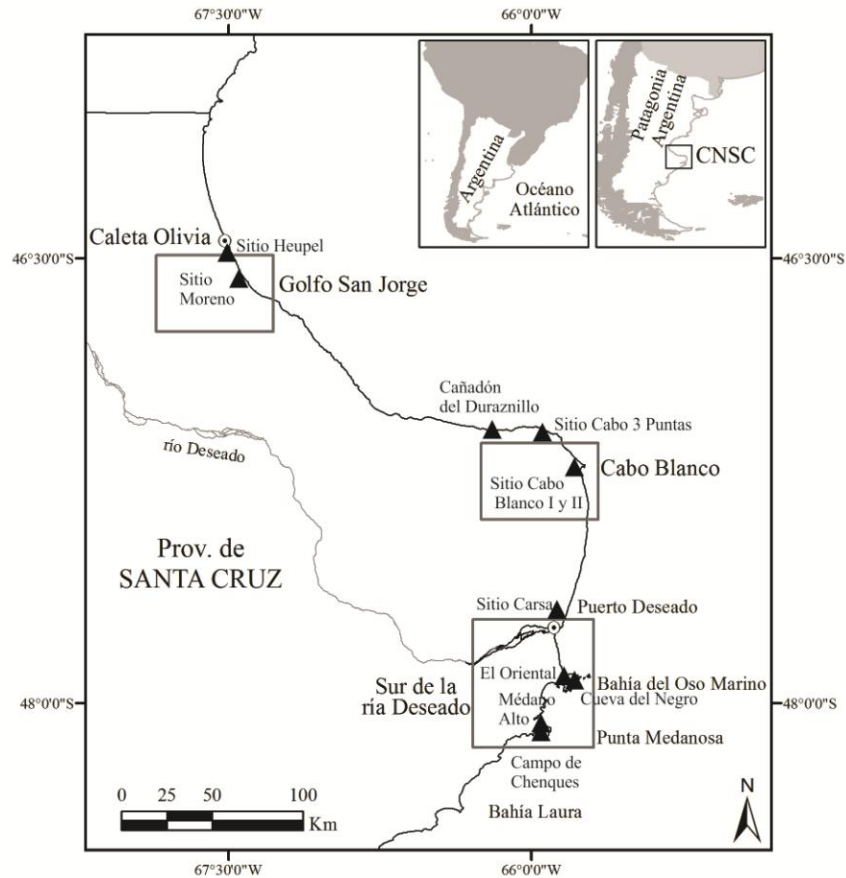 67°30'0"W
66°0'0"W
Argentina
Océano
Atlántico
Patagonia
Argentina
CNSC
Caleta Olivia
Sitio Heupel
46°30'0"S
46°30'0"S
Sitio
Moreno
Golfo San Jorge
Cañadón
del Duraznillo
Sitio Cabo 3 Puntas
río Deseado
Cabo Blanco
Sitio Cabo
Blanco I y II
Prov. de
SANTA CRUZ
Sitio Carsa
Puerto Deseado
El Oriental
Bahía del Oso Marino
Sur de la
ría Deseado
Cueva del Negro
48°0'0"S
48°0'0"S
Médano
Alto
Punta Medanosa
Campo de
Chenques
Bahía Laura
0 25 50 100
Km
N
67°30'0"W
66°0'0"W